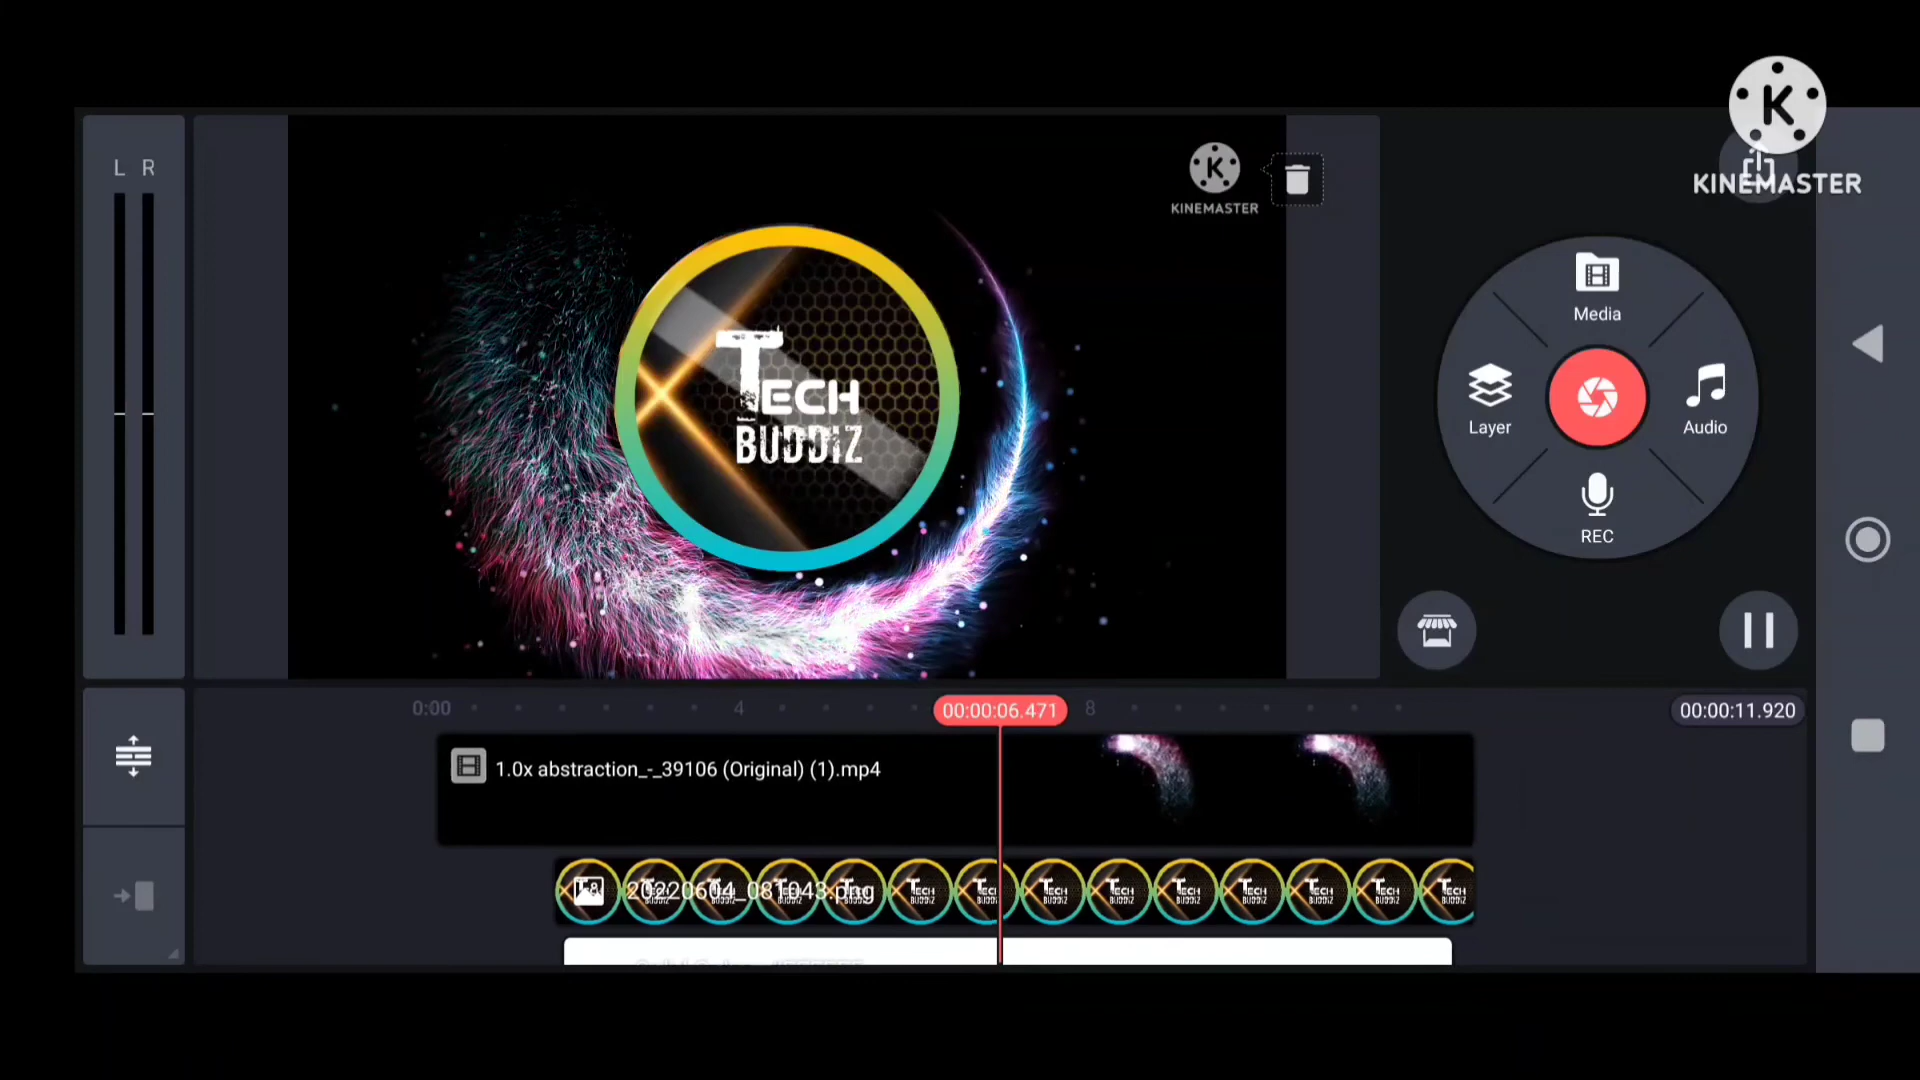 L R
KINEMASTER
KINEMASTER
TECH
BUDDIZ
Media
Layer
Audio
REC
0:00
4
00:00:06.471
8
00:00:11.920
1.0x abstraction_-_39106 (Original) (1).mp4
20220604_081043.png